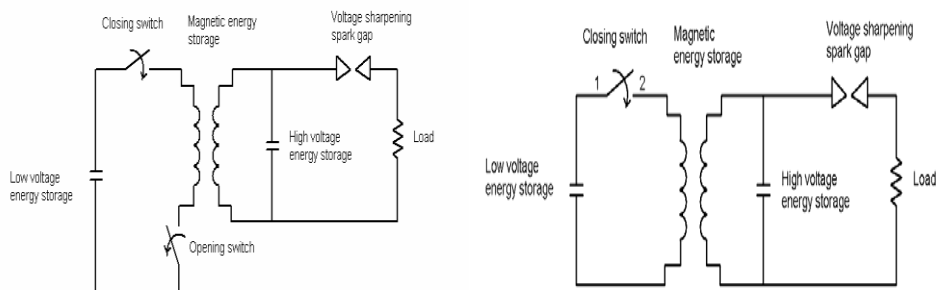 Closing switch
Magnetic energy
storage
Voltage sharpening
spark gap
Low voltage
energy storage
High voltage
energy storage
Load
Opening switch
Closing switch
1 2
Magnetic
energy storage
Voltage sharpening
spark gap
Low voltage
energy storage
High voltage
energy storage
Load